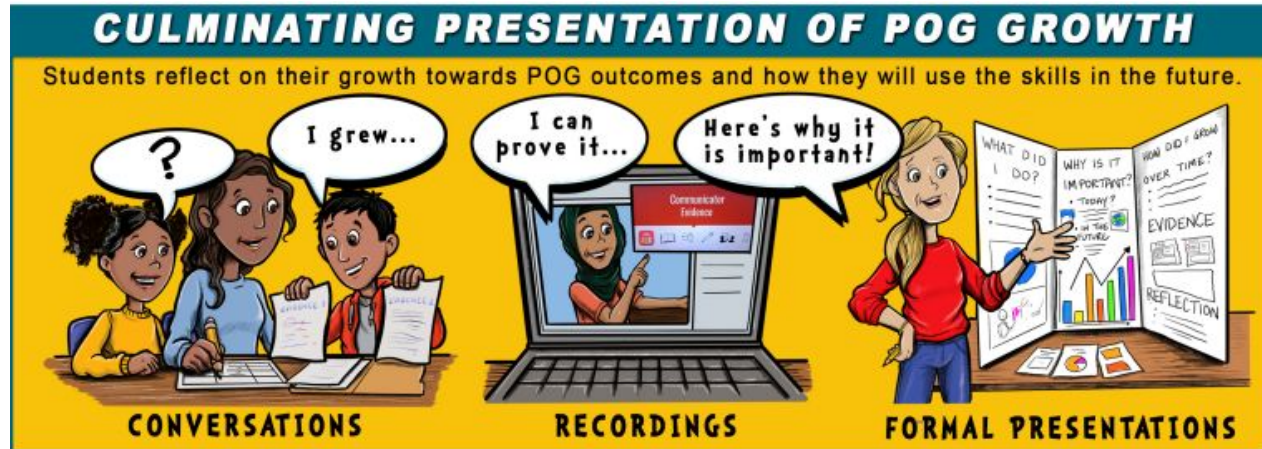 CULMINATING PRESENTATION OF POG GROWTH
Students reflect on their growth towards POG outcomes and how they will use the skills in the future.
?
I grew...
I can
prove it...
Here's why it
is important!
EVIDENCE 1
Communicator
Evidence
WHAT DID
I DO?
WHY IS IT
IMPORTANT?
• TODAY?
• IN THE
FUTURE
HOW DID I GROW
OVER TIME?
EVIDENCE
REFLECTION
CONVERSATIONS
RECORDINGS
FORMAL PRESENTATIONS